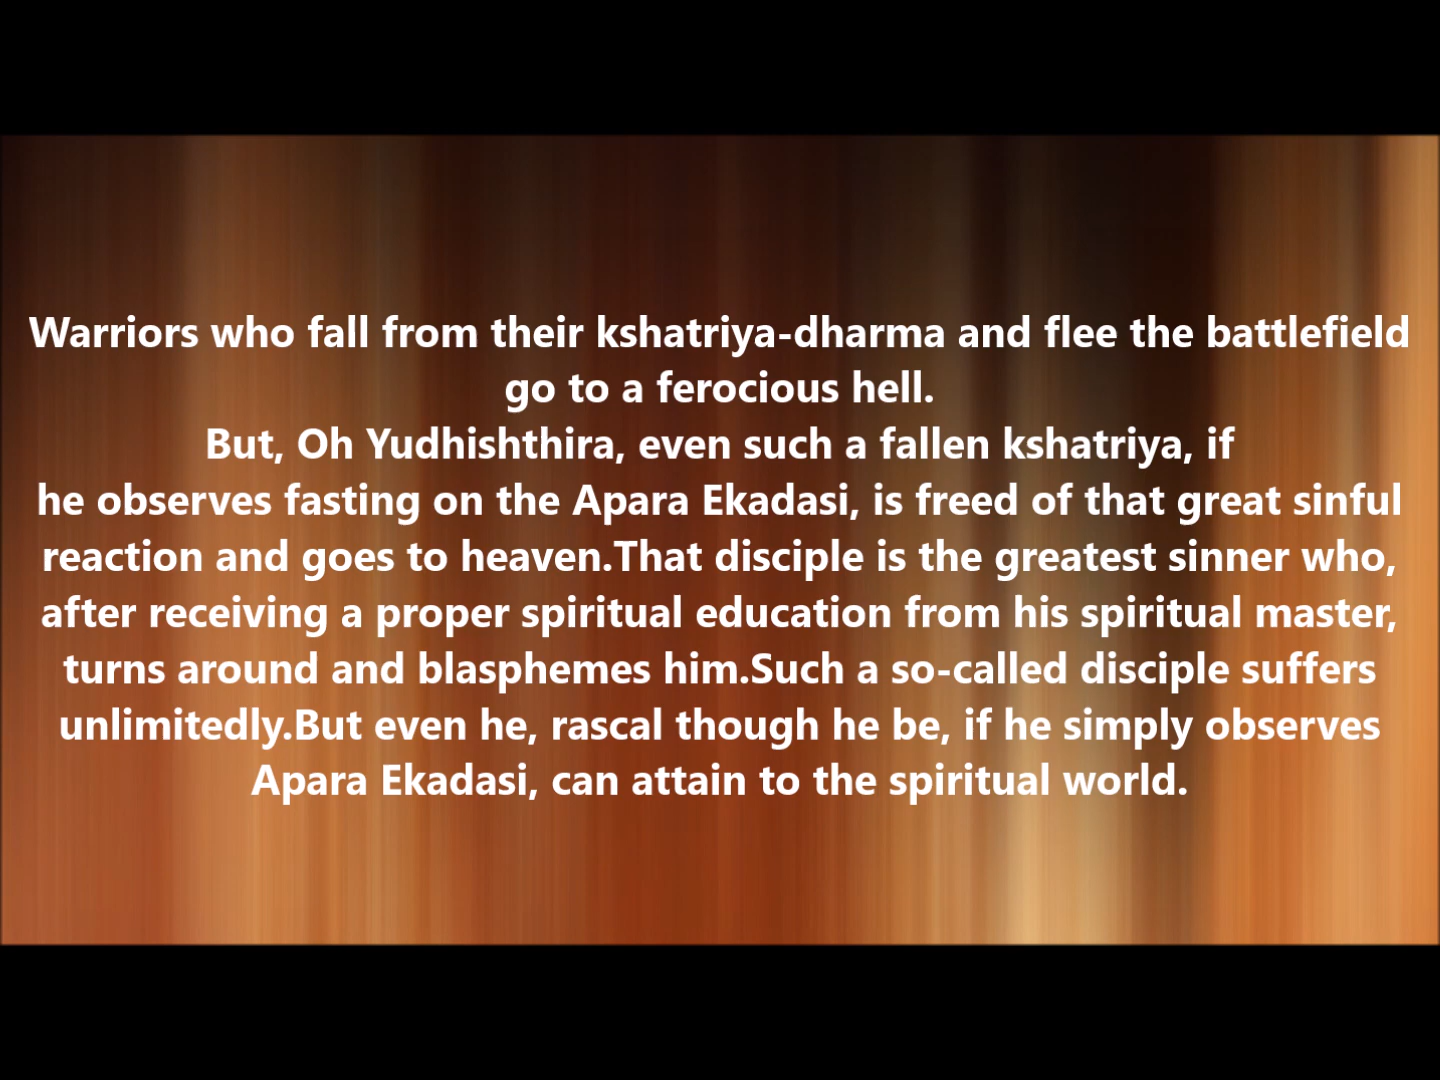 Warriors who fall from their kshatriya-dharma and flee the battlefield
go to a ferocious hell.
But, Oh Yudhishthira, even such a fallen kshatriya, if
he observes fasting on the Apara Ekadasi, is freed of that great sinful
reaction and goes to heaven.That disciple is the greatest sinner who,
after receiving a proper spiritual education from his spiritual master,
turns around and blasphemes him.Such a so-called disciple suffers
unlimitedly.But even he, rascal though he be, if he simply observes
Apara Ekadasi, can attain to the spiritual world.